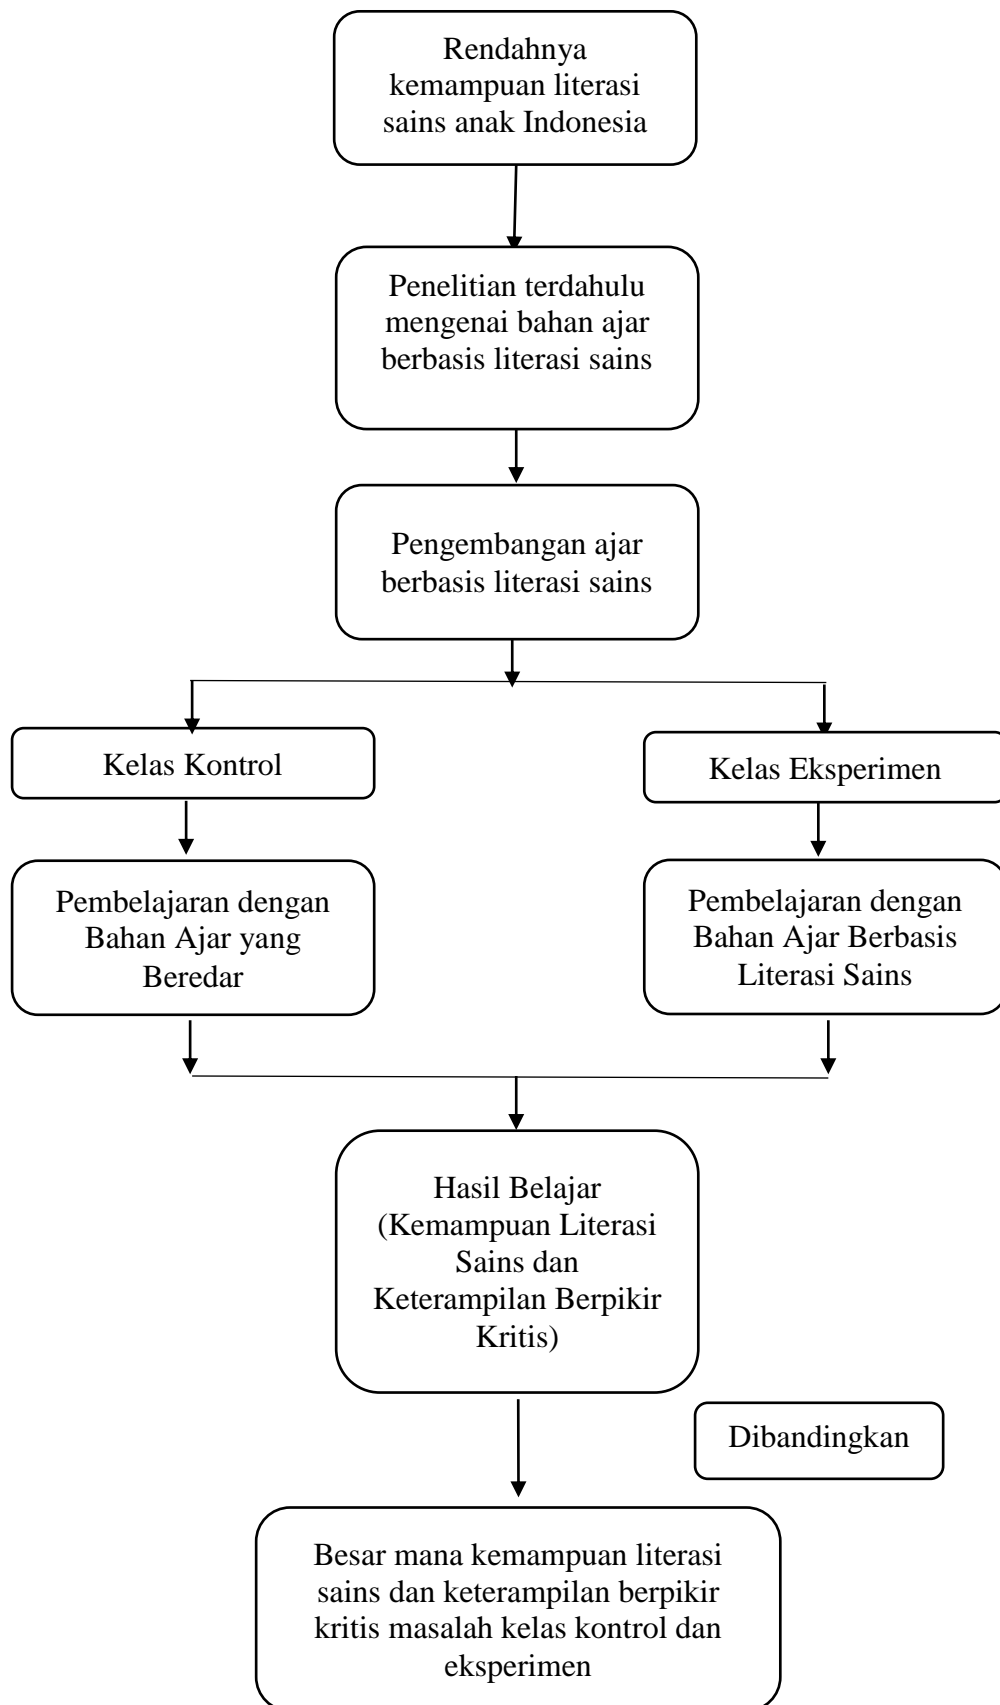 Rendahnya
kemampuan literasi
sains anak Indonesia
Penelitian terdahulu
mengenai bahan ajar
berbasis literasi sains
Pengembangan ajar
berbasis literasi sains
Kelas Kontrol
Kelas Eksperimen
Pembelajaran dengan
Bahan Ajar yang
Beredar
Pembelajaran dengan
Bahan Ajar Berbasis
Literasi Sains
Hasil Belajar
(Kemampuan Literasi
Sains dan
Keterampilan Berpikir
Kritis)
Dibandingkan
Besar mana kemampuan literasi
sains dan keterampilan berpikir
kritis masalah kelas kontrol dan
eksperimen